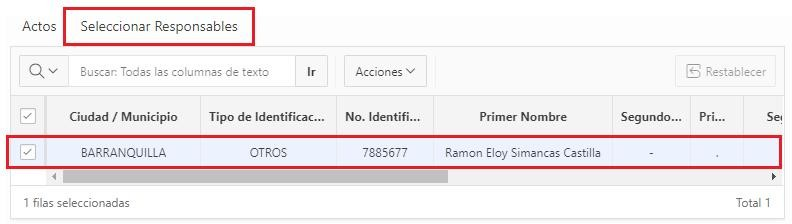 Actos Seleccionar Responsables
Buscar: Todas las columnas de texto Ir Acciones Restablecer
Ciudad / Municipio Tipo de Identificac... No. Identifi... Primer Nombre Segundo... Pri... Seg
BARRANQUILLA OTROS 7885677 Ramon Eloy Simancas Castilla - .
1 filas seleccionadas Total 1